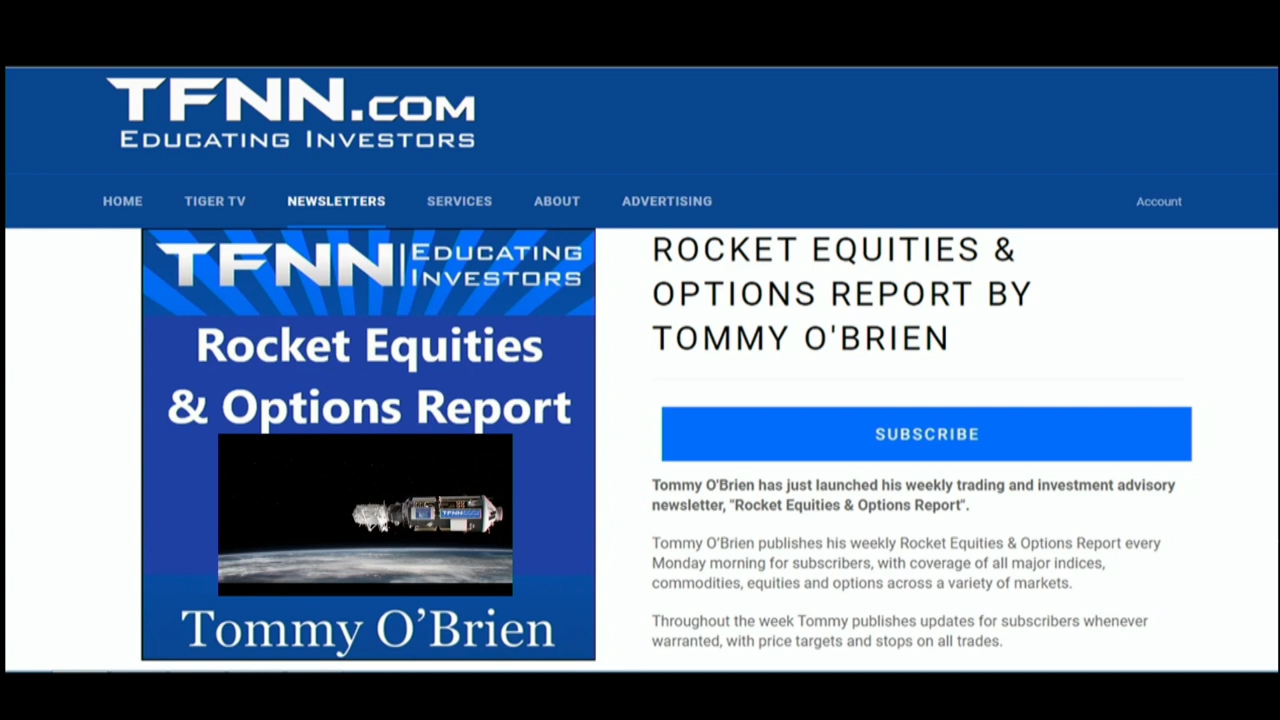 TFNN.COM
EDUCATING INVESTORS
HOME TIGER TV NEWSLETTERS SERVICES ABOUT ADVERTISING Account
TFNN EDUCATING
INVESTORS
Rocket Equities
& Options Report
TFNN
Tommy O’Brien
ROCKET EQUITIES &
OPTIONS REPORT BY
TOMMY O'BRIEN
SUBSCRIBE
Tommy O'Brien has just launched his weekly trading and investment advisory
newsletter, "Rocket Equities & Options Report".
Tommy O'Brien publishes his weekly Rocket Equities & Options Report every
Monday morning for subscribers, with coverage of all major indices,
commodities, equities and options across a variety of markets.
Throughout the week Tommy publishes updates for subscribers whenever
warranted, with price targets and stops on all trades.